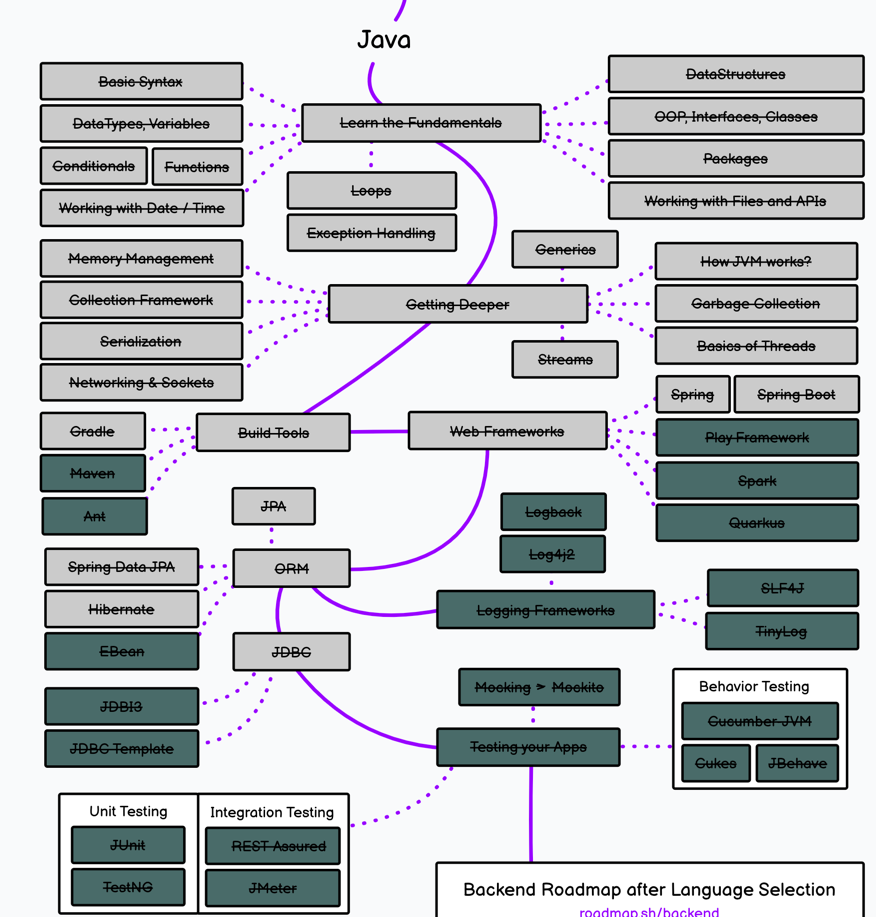 Java
Basic Syntax
DataTypes, Variables
Conditionals
Functions
Working with Date / Time
Learn the Fundamentals
Loops
Exception Handling
DataStructures
OOP, Interfaces, Classes
Packages
Working with Files and APIs
Generics
Memory Management
Collection Framework
Serialization
Networking & Sockets
Getting Deeper
How JVM works?
Garbage Collection
Basics of Threads
Streams
Gradle
Maven
Ant
Build Tools
Web Frameworks
Spring
Spring Boot
Play Framework
Spark
Quarkus
JPA
Spring Data JPA
Hibernate
EBean
ORM
Logback
Log4j2
Logging Frameworks
SLF4J
TinyLog
JDBC
JDBI3
JDBC Template
Mocking > Mockito
Testing your Apps
Behavior Testing
Cucumber JVM
Cukes
JBehave
Unit Testing
JUnit
TestNG
Integration Testing
REST Assured
JMeter
Backend Roadmap after Language Selection
roadmap.sh/backend